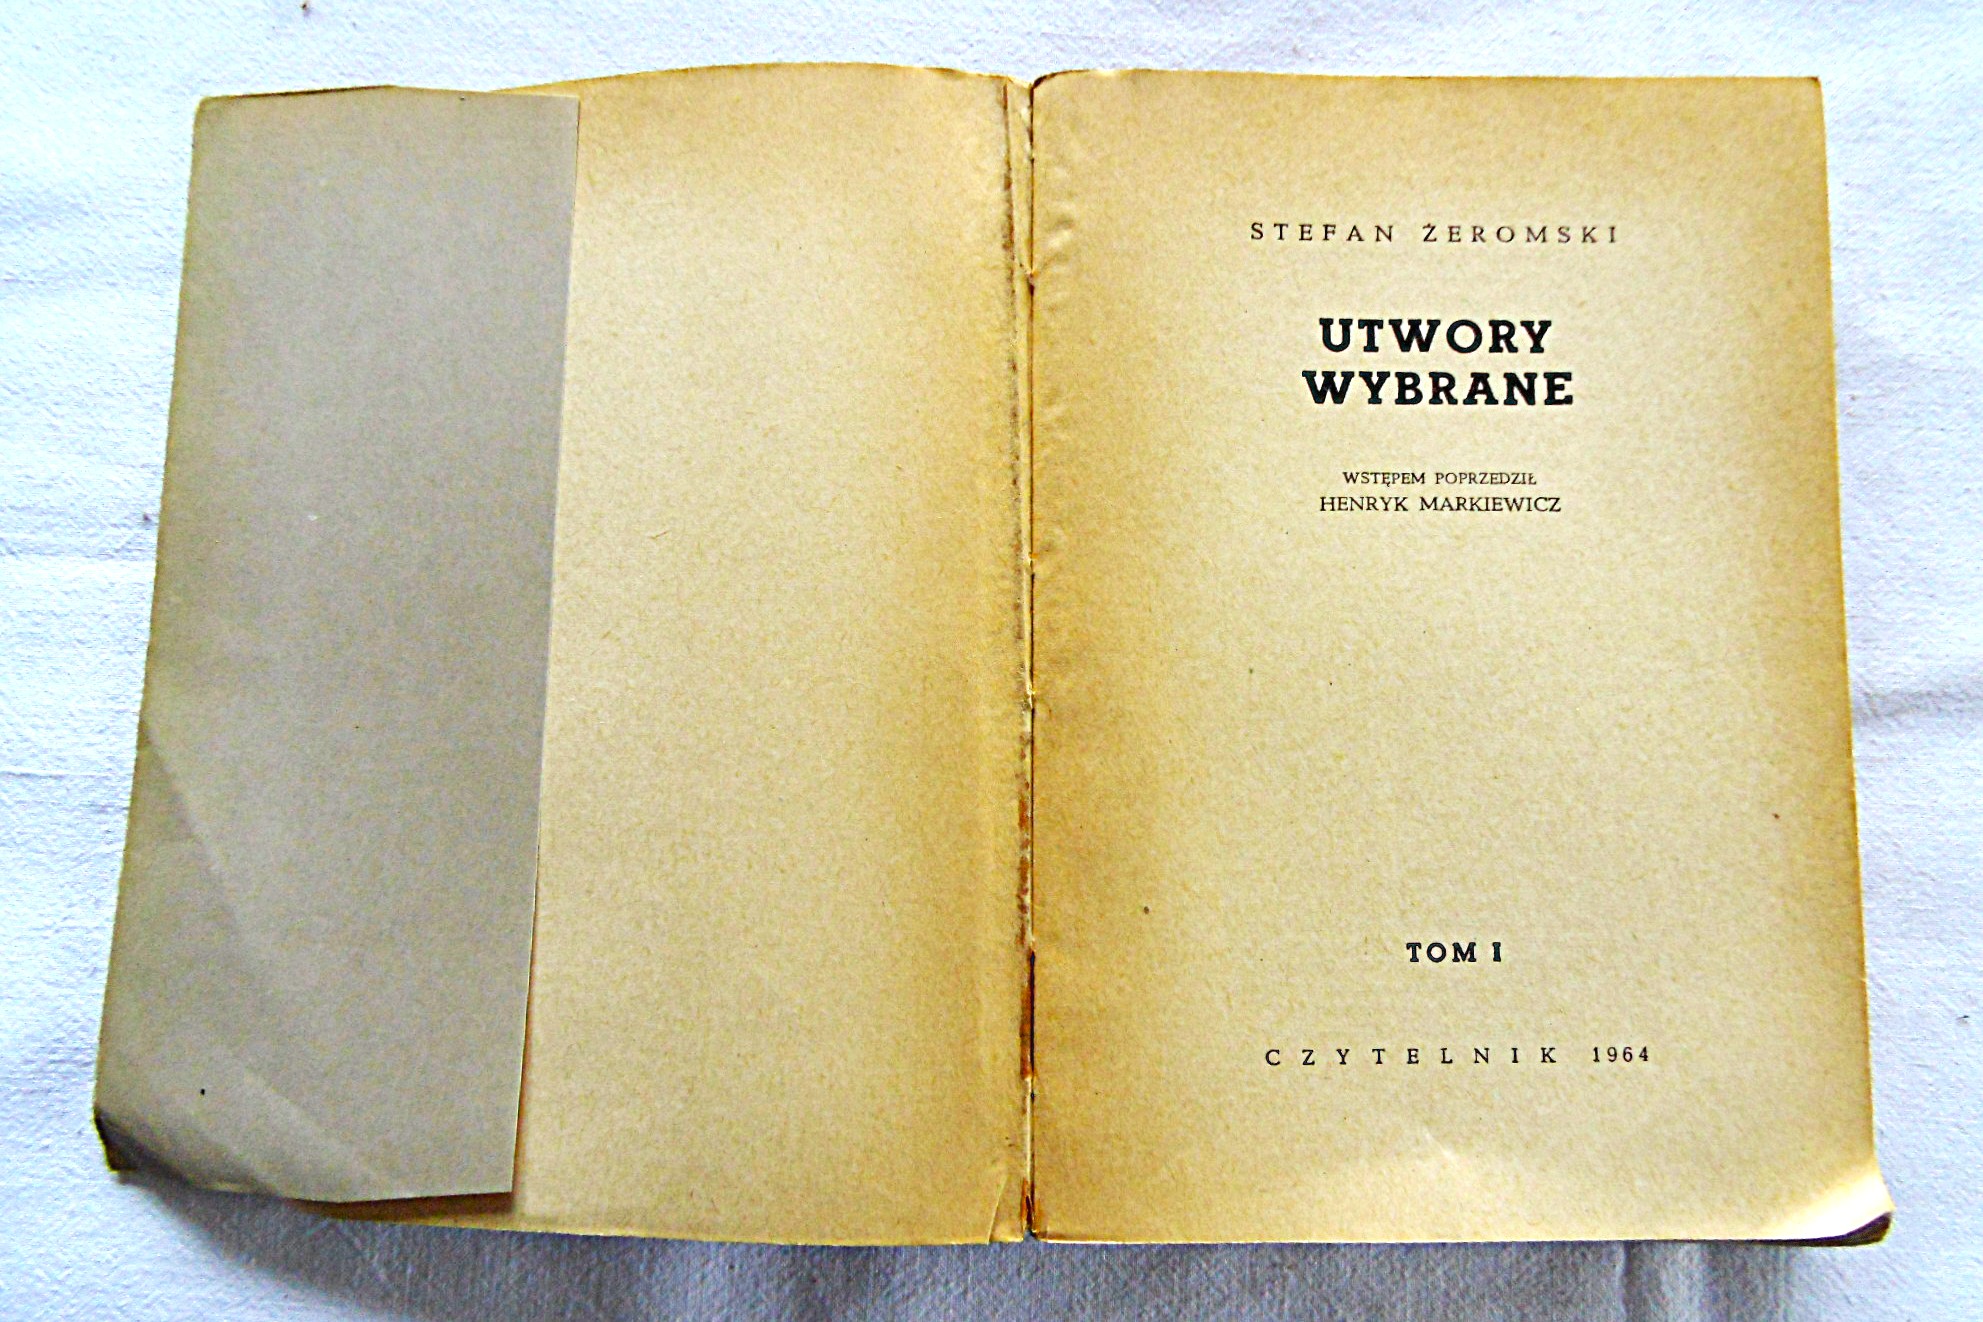 STEFAN ŻEROMSKI
UTWORY
WYBRANE
WSTĘPEM POPRZEDZIŁ
HENRYK MARKIEWICZ
TOM I
CZYTELNIK 1964